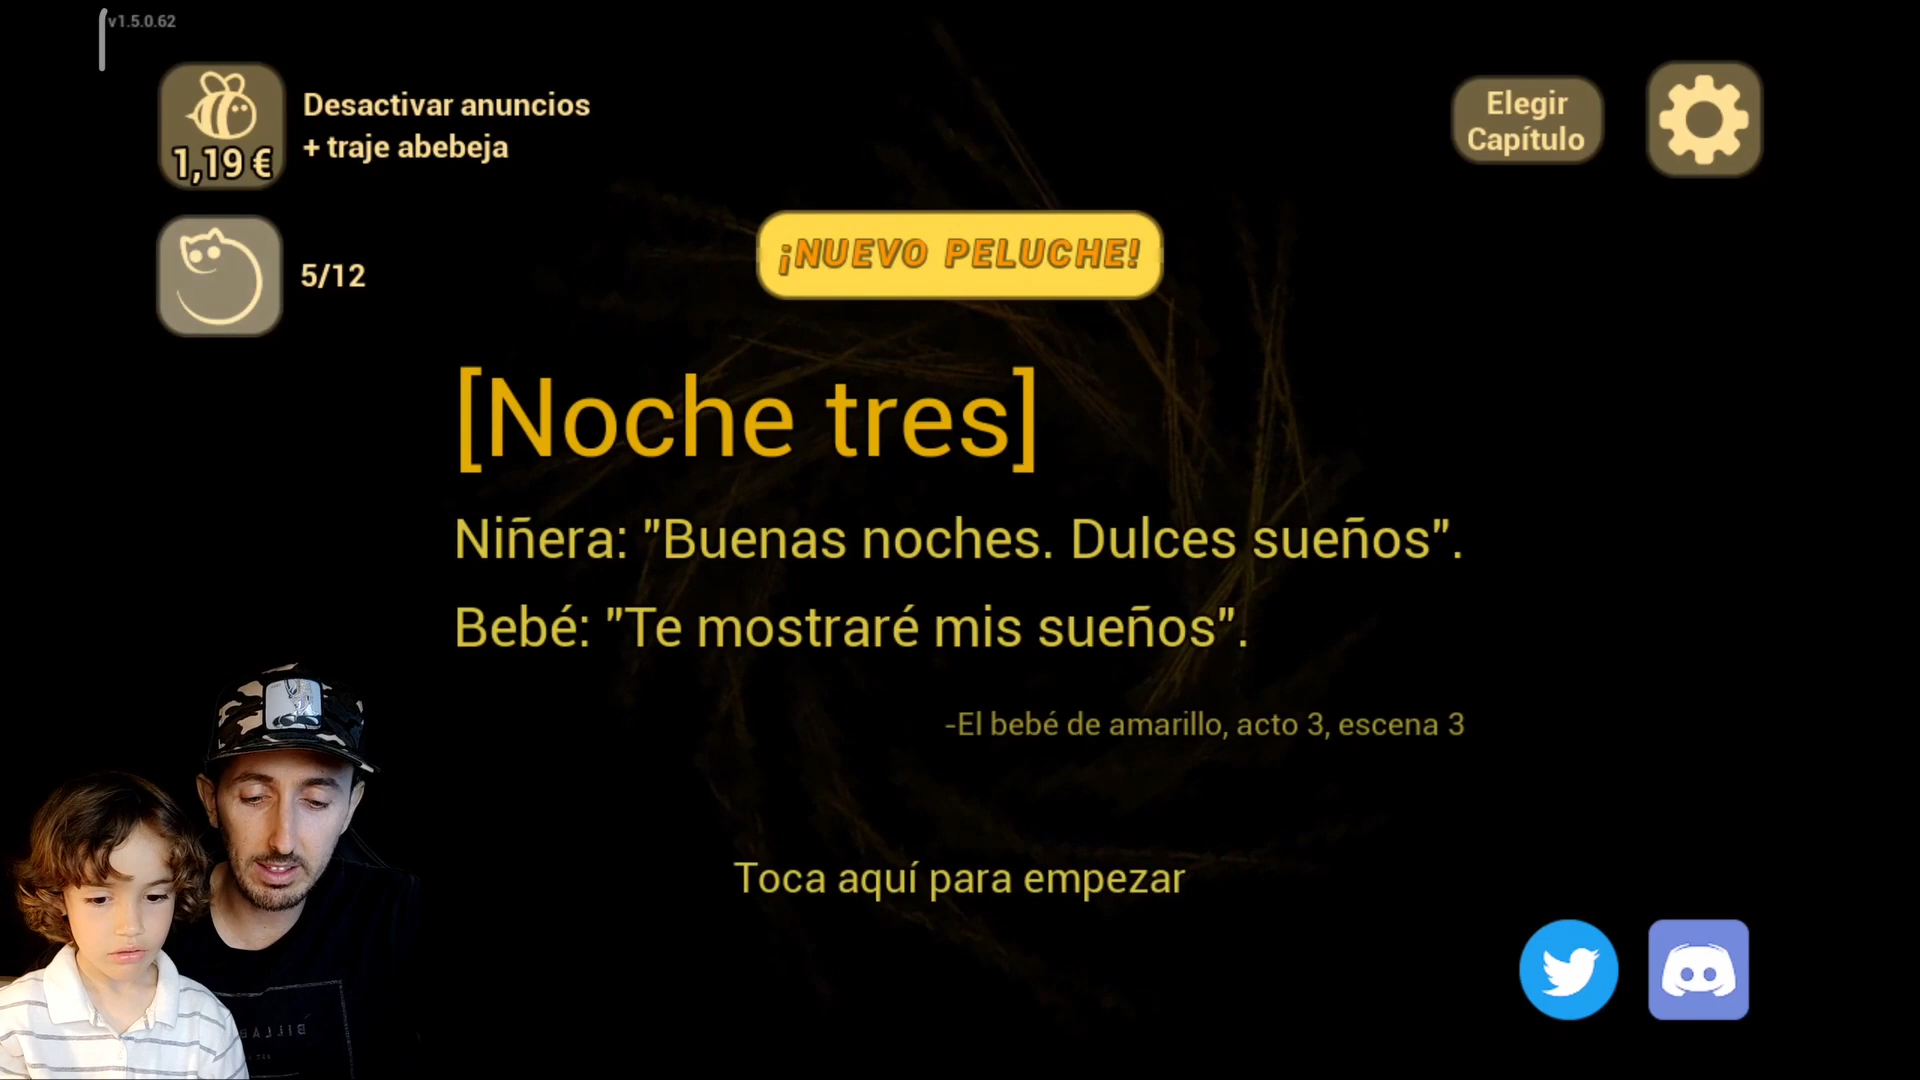 v1.5.0.62
1,19 €
Desactivar anuncios
+ traje abebeja
Elegir
Capítulo
5/12
¡NUEVO PELUCHE!
[Noche tres]
Niñera: "Buenas noches. Dulces sueños".
Bebé: "Te mostraré mis sueños".
-El bebé de amarillo, acto 3, escena 3
Toca aquí para empezar